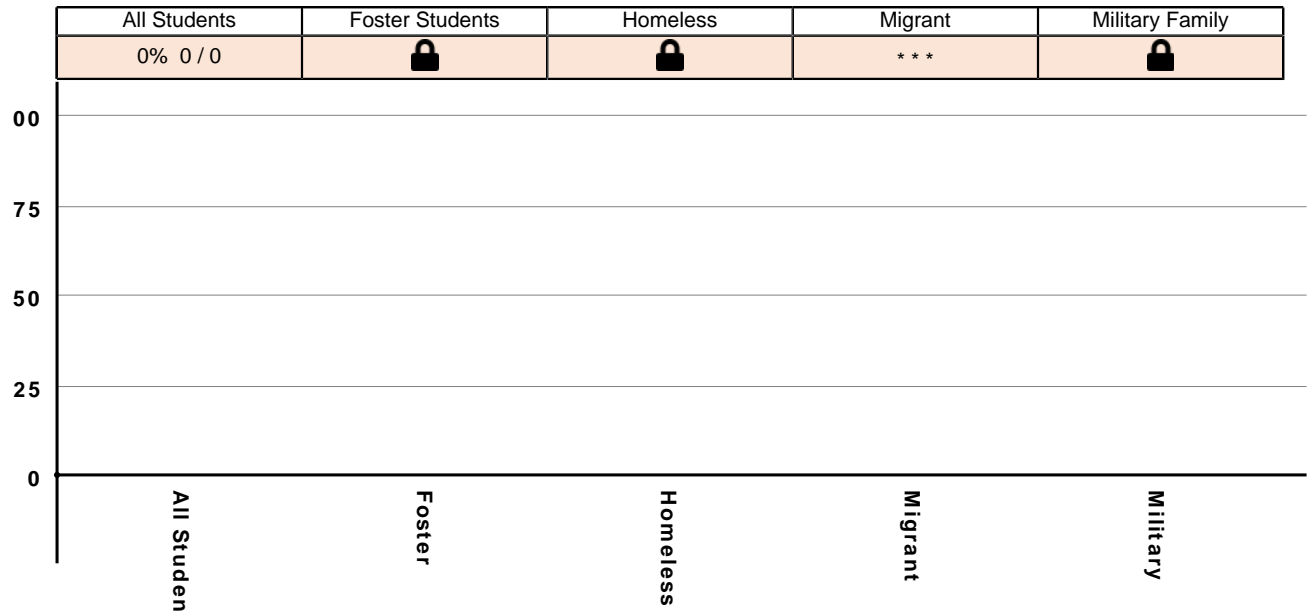 All Students Foster Students Homeless Migrant Military Family
0% 0 / 0 * * *
00
75
50
25
0
All Studen
Foster
Homeless
Migrant
Military